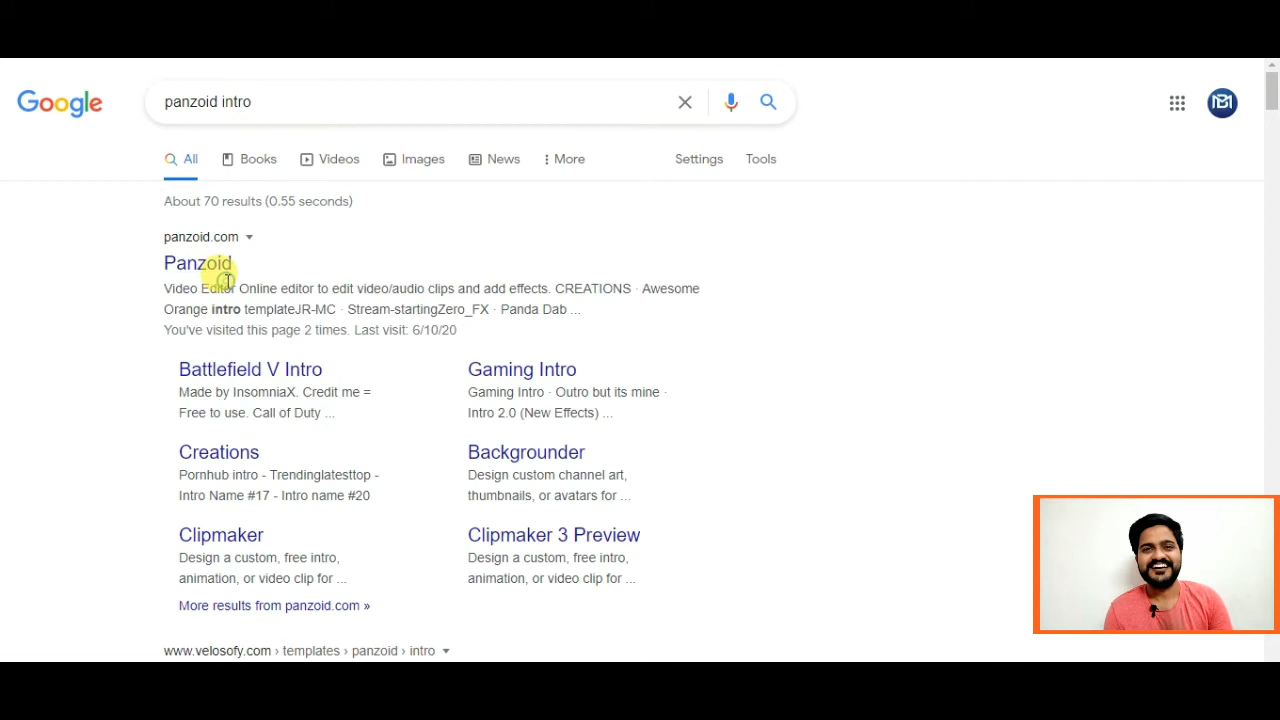 Google
panzoid intro
All Books Videos Images News More Settings Tools
About 70 results (0.55 seconds)
panzoid.com
Panzoid
Video Editor Online editor to edit video/audio clips and add effects. CREATIONS · Awesome
Orange intro templateJR-MC · Stream-startingZero_FX · Panda Dab ...
You've visited this page 2 times. Last visit: 6/10/20
Battlefield V Intro
Made by InsomniaX. Credit me =
Free to use. Call of Duty ...
Gaming Intro
Gaming Intro · Outro but its mine ·
Intro 2.0 (New Effects) ...
Creations
Pornhub intro - Trendinglatesttop -
Intro Name #17 - Intro name #20
Backgrounder
Design custom channel art,
thumbnails, or avatars for ...
Clipmaker
Design a custom, free intro,
animation, or video clip for ...
Clipmaker 3 Preview
Design a custom, free intro,
animation, or video clip for ...
More results from panzoid.com »
www.velosofy.com › templates › panzoid › intro